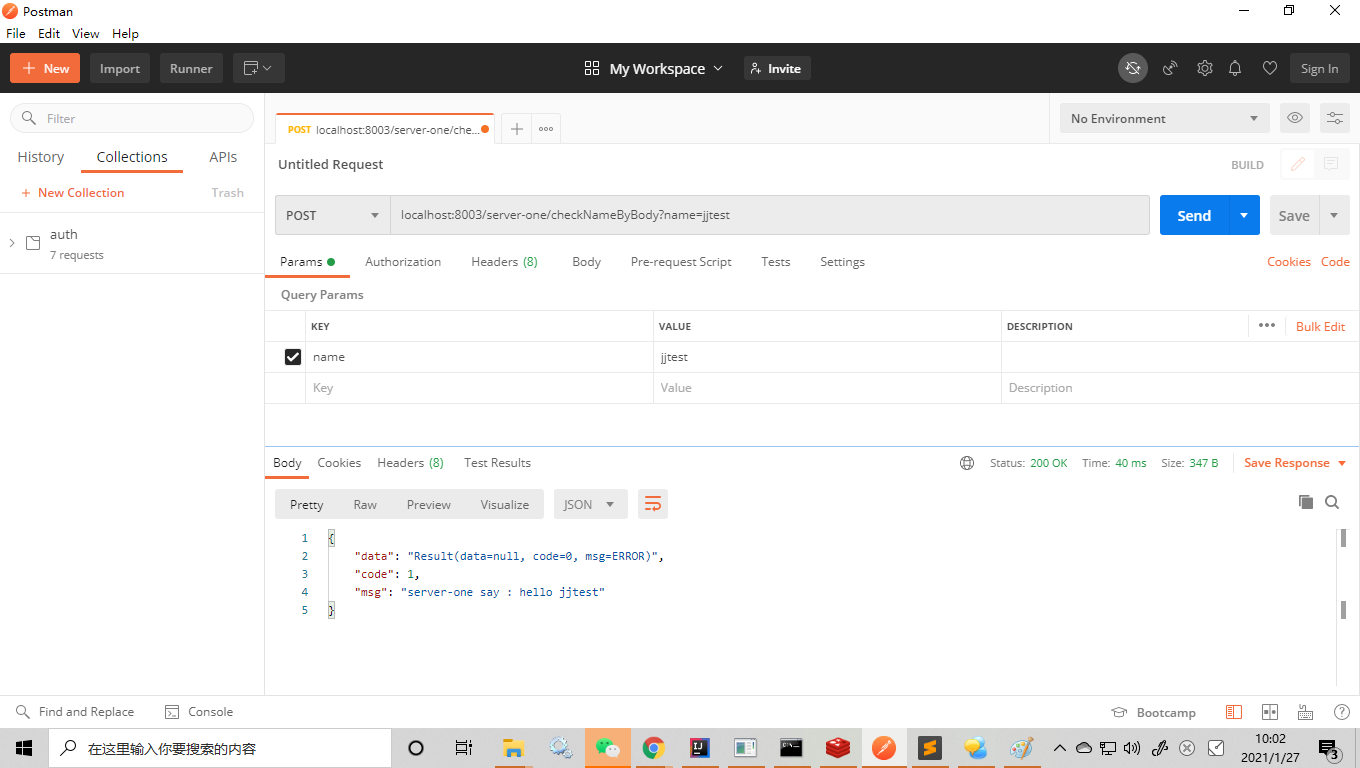 Postman
File Edit View Help
New Import Runner My Workspace Invite Sign In
Filter
History Collections APIs
+ New Collection Trash
auth
7 requests
POST localhost:8003/server-one/che...
No Environment
Untitled Request BUILD
POST localhost:8003/server-one/checkNameByBody?name=jjtest Send Save
Params Authorization Headers (8) Body Pre-request Script Tests Settings Cookies Code
Query Params
KEY VALUE DESCRIPTION ••• Bulk Edit
name jjtest
Key Value Description
Body Cookies Headers (8) Test Results Status: 200 OK Time: 40 ms Size: 347 B Save Response
Pretty Raw Preview Visualize JSON
1 {
2 "data": "Result(data=null, code=0, msg=ERROR)",
3 "code": 1,
4 "msg": "server-one say : hello jjtest"
5 }
Find and Replace Console Bootcamp
在这里输入你要搜索的内容
10:02
2021/1/27
3